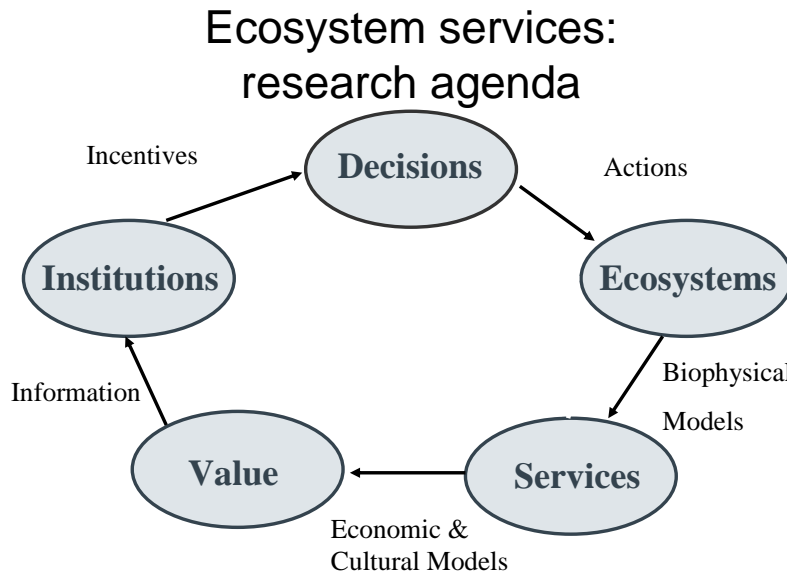 Ecosystem services:
research agenda
Incentives
Decisions
Actions
Institutions
Ecosystems
Information
Biophysical
Models
Value
Services
Economic &
Cultural Models